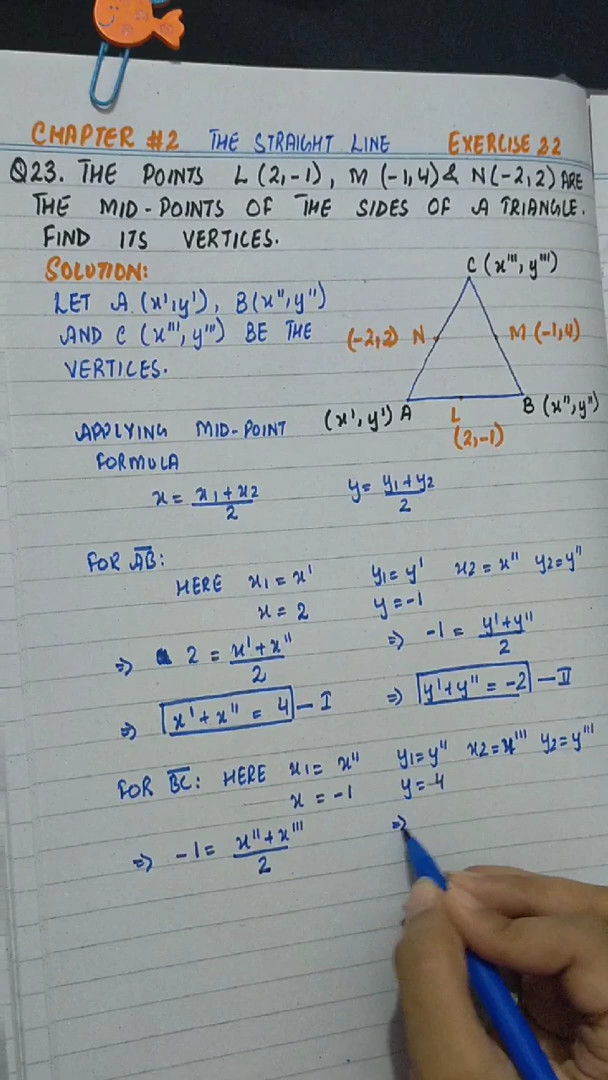 CHAPTER #2 THE STRAIGHT LINE EXERCISE 2.2
Q23. THE POINTS L (2,-1), M (-1,4) & N(-2,2) ARE
THE MID-POINTS OF THE SIDES OF A TRIANGLE.
FIND ITS VERTICES.
SOLUTION:
LET A (x',y'), B(x'',y'')
AND C (x''',y''') BE THE
VERTICES.
C (x''',y''')
(-2,2) N
M (-1,4)
(x',y') A
B (x'',y'')
L
(2,-1)
APPLYING MID-POINT
FORMULA
x = x1+x2/2 y = y1+y2/2
FOR AB:
HERE x1 = x' y1 = y' x2 = x'' y2 = y''
x = 2 y = -1
⇒ 2 = x'+x''/2 ⇒ -1 = y'+y''/2
⇒ x'+x'' = 4 — I ⇒ y'+y'' = -2 — II
FOR BC: HERE x1 = x'' y1 = y'' x2 = x''' y2 = y'''
x = -1 y = 4
⇒ -1 = x''+x'''/2 ⇒